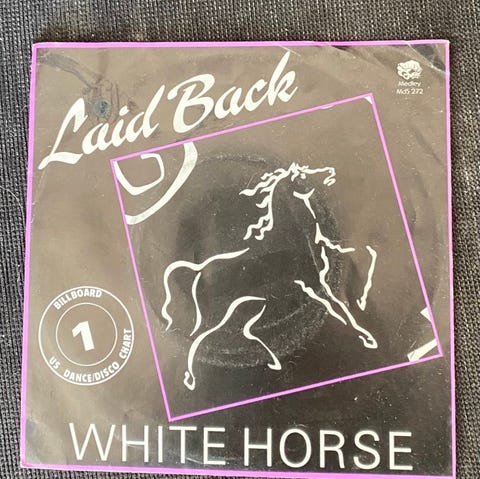 Laid Back
Medley
MdS 272
BILLBOARD
1
US DANCE/DISCO CHART
WHITE HORSE